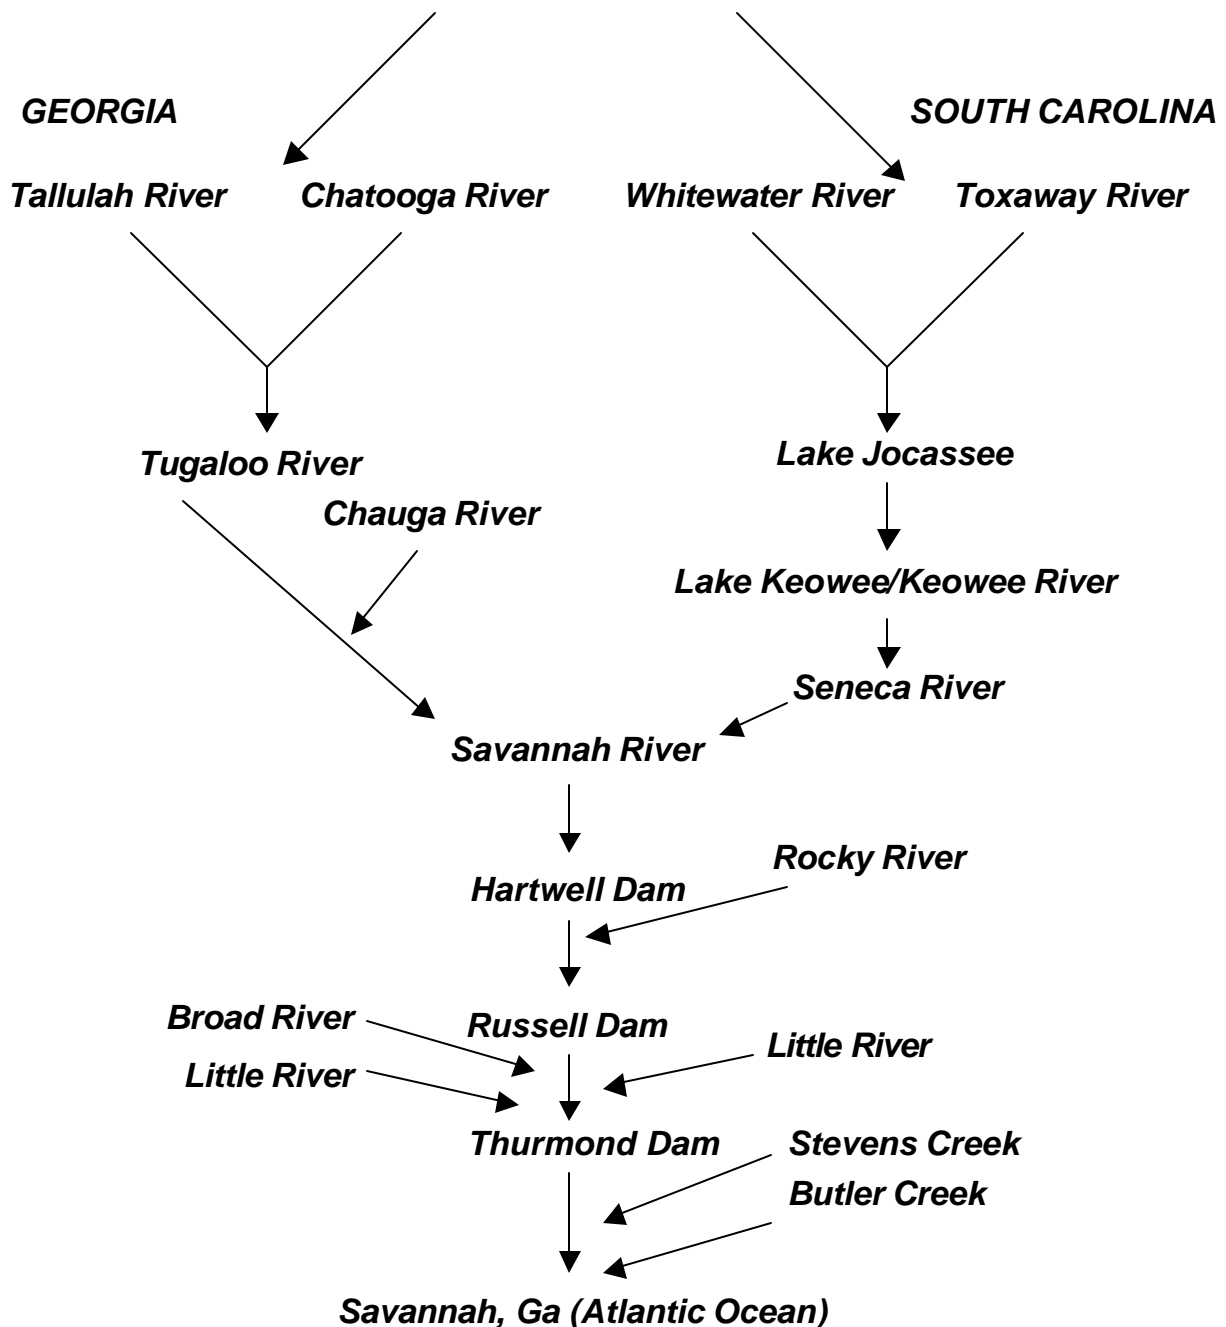 GEORGIA
SOUTH CAROLINA
Tallulah River
Chatooga River
Whitewater River
Toxaway River
Tugaloo River
Lake Jocassee
Chauga River
Lake Keowee/Keowee River
Seneca River
Savannah River
Rocky River
Hartwell Dam
Broad River
Russell Dam
Little River
Little River
Thurmond Dam
Stevens Creek
Butler Creek
Savannah, Ga (Atlantic Ocean)